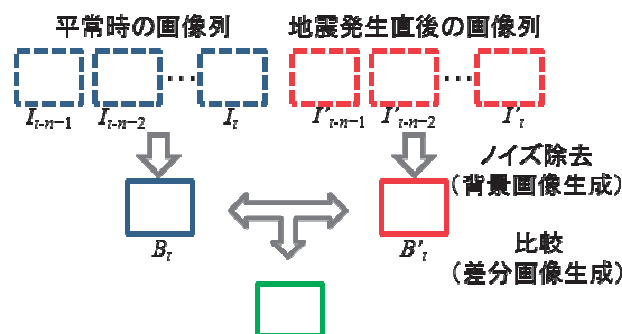 平常時の画像列 地震発生直後の画像列
… …
I_{t-n-1} I_{t-n-2} I_t I'_{t-n-1} I'_{t-n-2} I'_t
ノイズ除去
(背景画像生成)
B_t B'_t
比較
(差分画像生成)